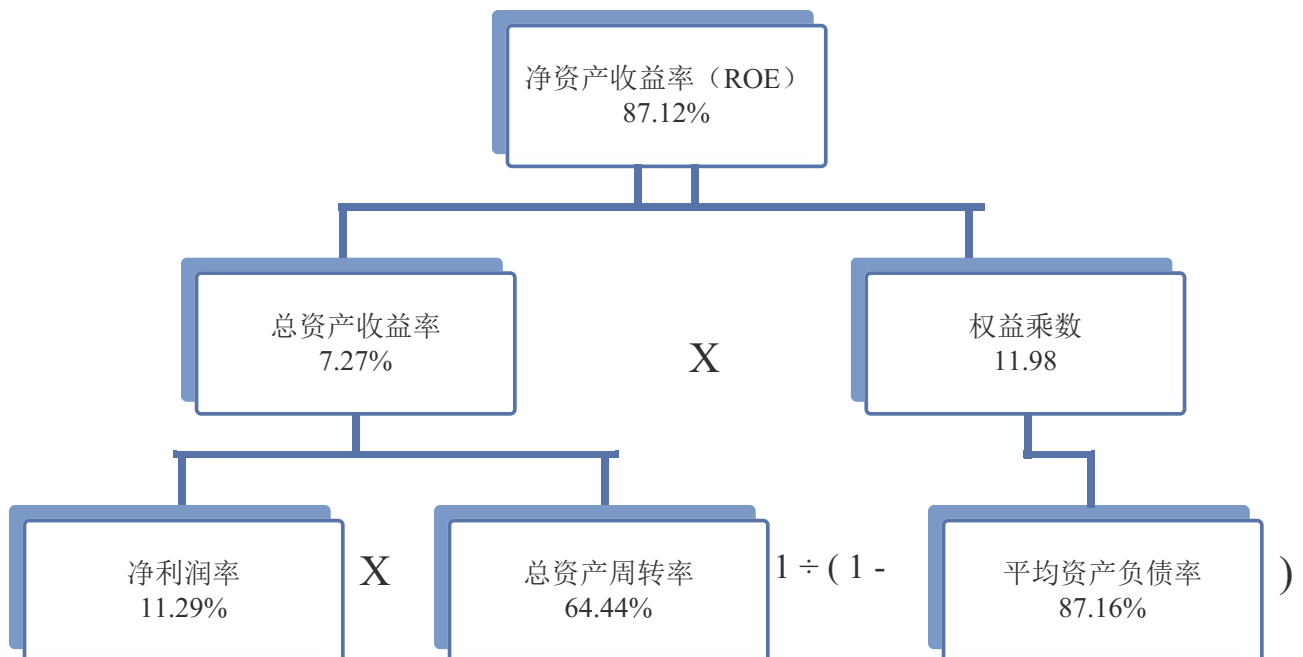 净资产收益率（ROE）
87.12%
总资产收益率
7.27%
X
权益乘数
11.98
净利润率
11.29%
X
总资产周转率
64.44%
1 ÷ ( 1 -
平均资产负债率
87.16%
)